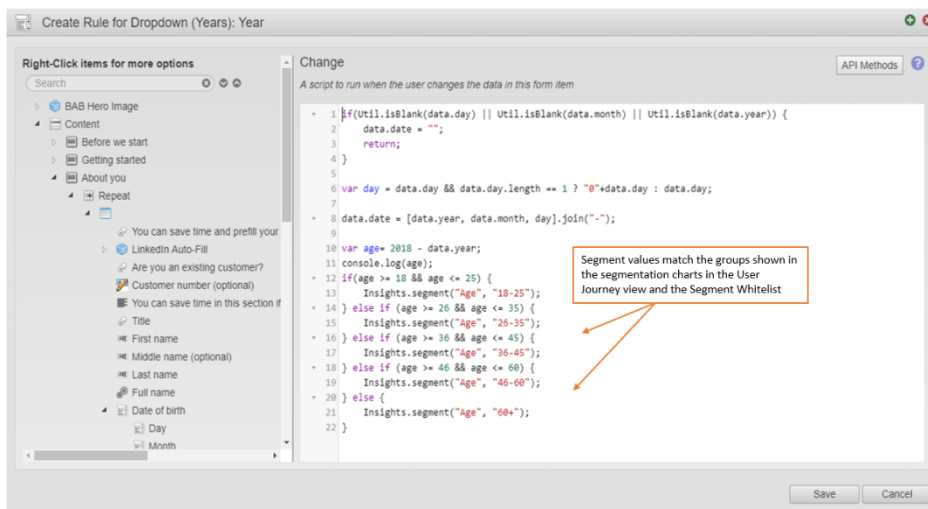 Create Rule for Dropdown (Years): Year
Right-Click items for more options
Search
BAB Hero Image
Content
Before we start
Getting started
About you
Repeat
You can save time and prefill your
LinkedIn Auto-Fill
Are you an existing customer?
Customer number (optional)
You can save time in this section if
Title
First name
Middle name (optional)
Last name
Full name
Date of birth
Day
Month
Change
API Methods
?
A script to run when the user changes the data in this form item
1 if(Util.isBlank(data.day) || Util.isBlank(data.month) || Util.isBlank(data.year)) {
2 data.date = "";
3 return;
4 }
5
6 var day = data.day && data.day.length == 1 ? "0"+data.day : data.day;
7
8 data.date = [data.year, data.month, day].join("-");
9
10 var age= 2018 - data.year;
11 console.log(age);
12 if(age >= 18 && age <= 25) {
13 Insights.segment("Age", "18-25");
14 } else if (age >= 26 && age <= 35) {
15 Insights.segment("Age", "26-35");
16 } else if (age >= 36 && age <= 45) {
17 Insights.segment("Age", "36-45");
18 } else if (age >= 46 && age <= 60) {
19 Insights.segment("Age", "46-60");
20 } else {
21 Insights.segment("Age", "60+");
22 }
Segment values match the groups shown in
the segmentation charts in the User
Journey view and the Segment Whitelist
Save
Cancel